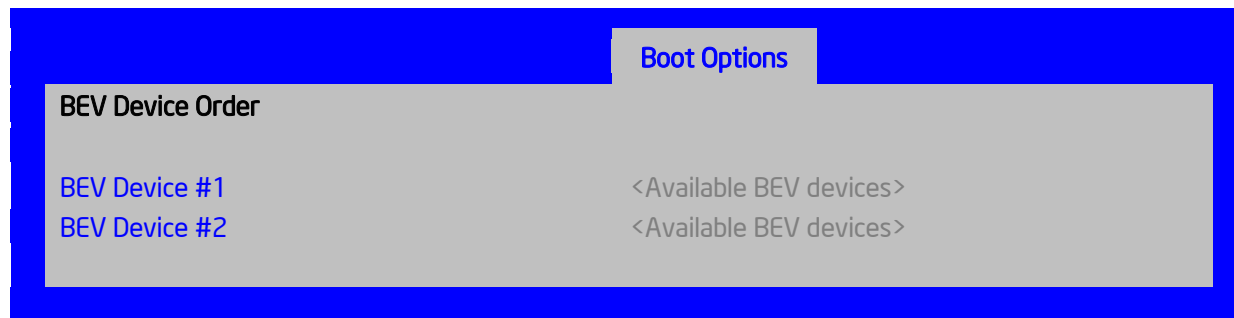 Boot Options
BEV Device Order
BEV Device #1 <Available BEV devices>
BEV Device #2 <Available BEV devices>